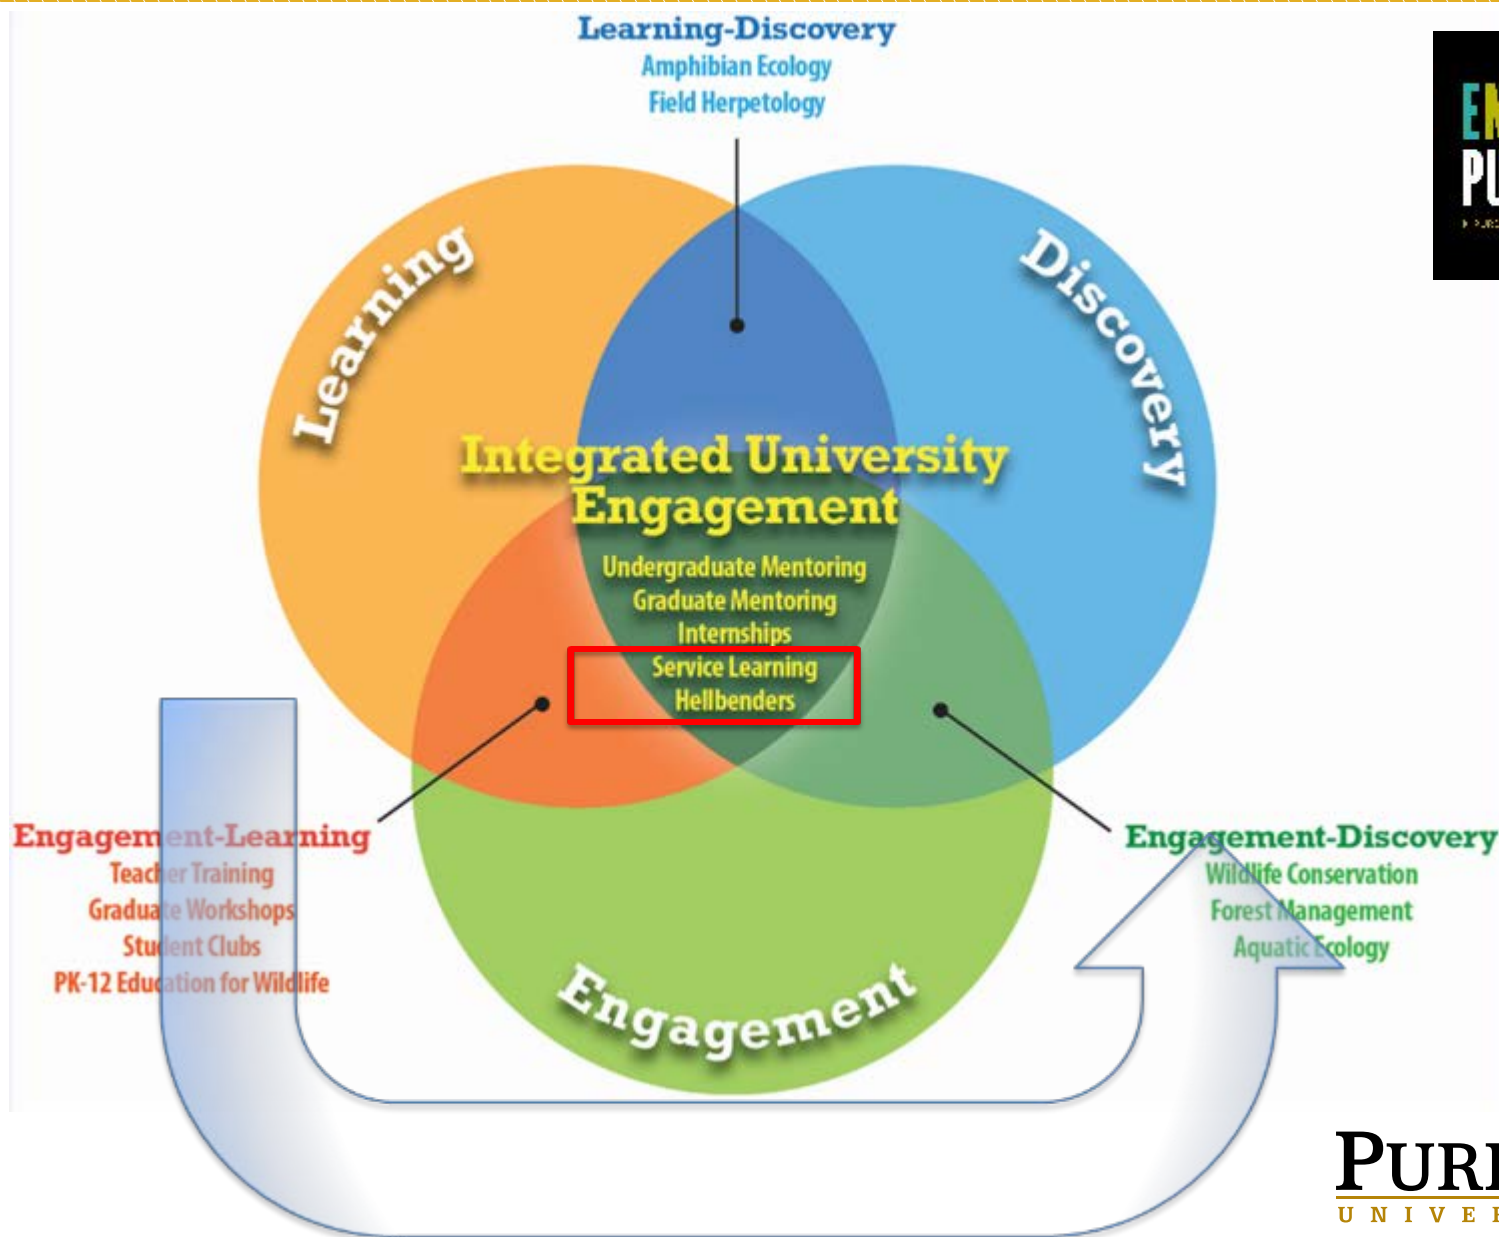 Learning-Discovery
Amphibian Ecology
Field Herpetology
Learning
Discovery
Integrated University
Engagement
Undergraduate Mentoring
Graduate Mentoring
Internships
Service Learning
Hellbenders
Engagement-Learning
Teacher Training
Graduate Workshops
Student Clubs
PK-12 Education for Wildlife
Engagement-Discovery
Wildlife Conservation
Forest Management
Aquatic Ecology
Engagement